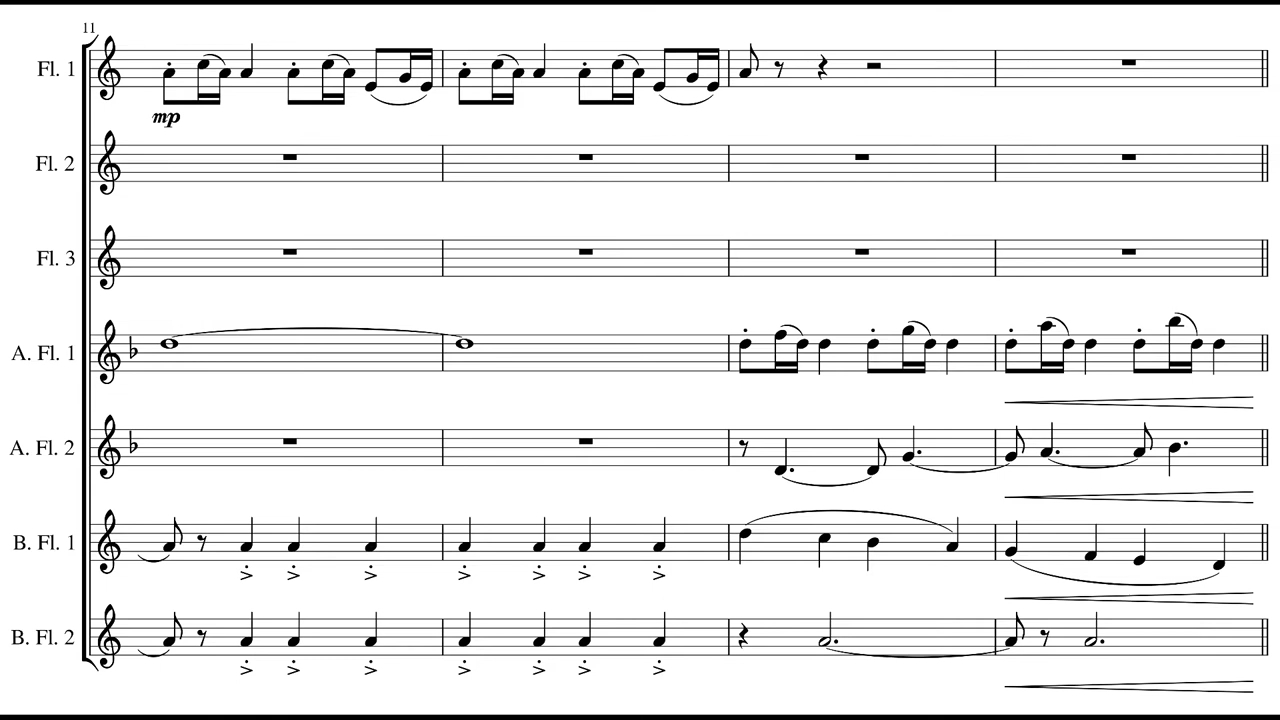 11
Fl. 1
mp
Fl. 2
Fl. 3
A. Fl. 1
A. Fl. 2
B. Fl. 1
B. Fl. 2